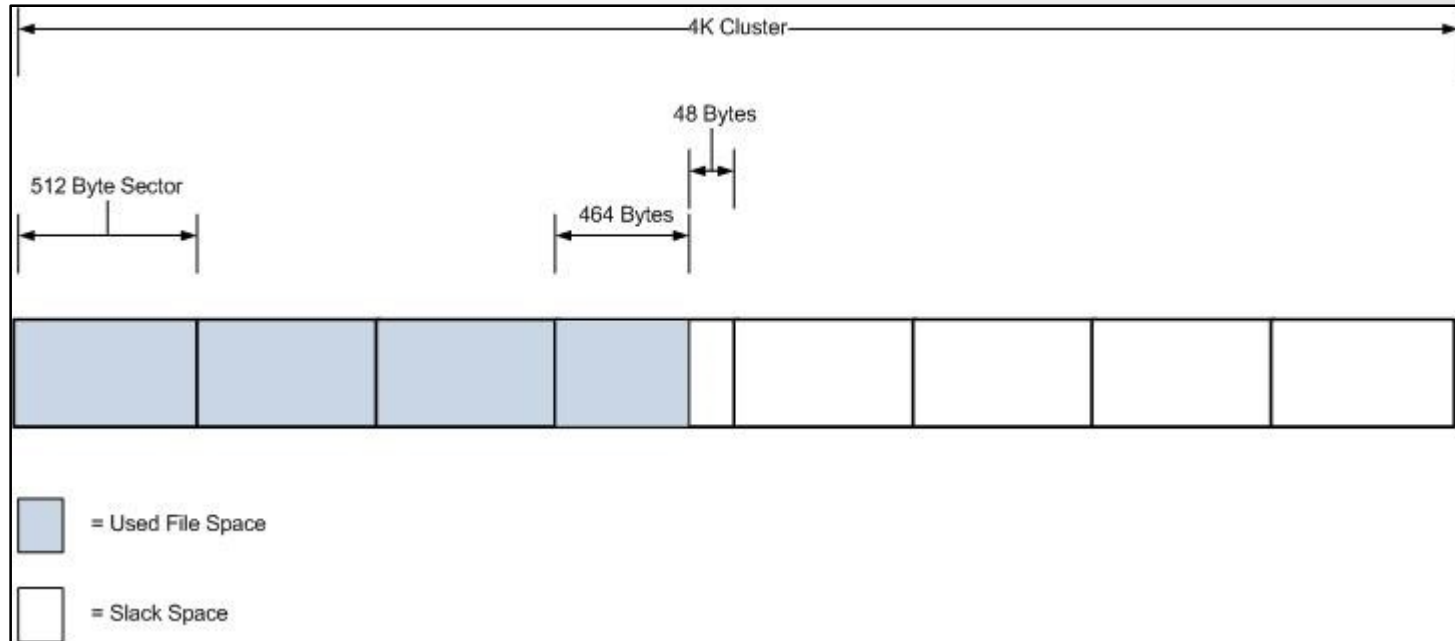 4K Cluster
48 Bytes
512 Byte Sector
464 Bytes
= Used File Space
= Slack Space